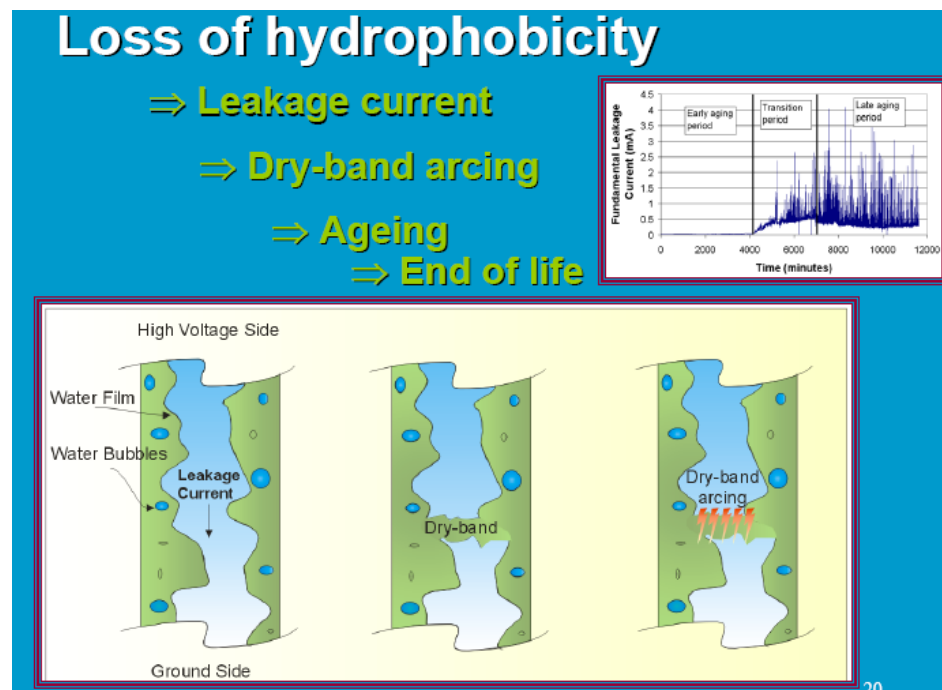 Loss of hydrophobicity
⇒ Leakage current
⇒ Dry-band arcing
⇒ Ageing
⇒ End of life
Fundamental Leakage
Current (mA)
4.5
4
3.5
3
2.5
2
1.5
1
0.5
0
Early aging
period
Transition
period
Late aging
period
0 2000 4000 6000 8000 10000 12000
Time (minutes)
High Voltage Side
Water Film
Water Bubbles
Leakage
Current
Dry-band
Dry-band
arcing
Ground Side
20